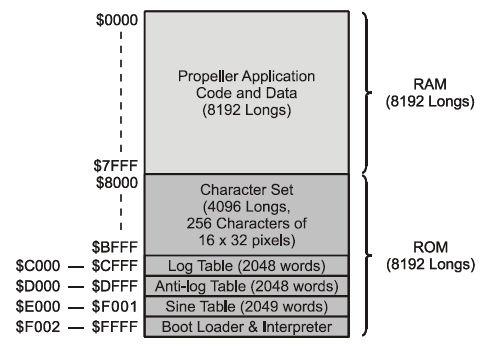 $0000
Propeller Application
Code and Data
(8192 Longs)
RAM
(8192 Longs)
$7FFF
$8000
Character Set
(4096 Longs,
256 Characters of
16 x 32 pixels)
$BFFF
ROM
(8192 Longs)
$C000 — $CFFF Log Table (2048 words)
$D000 — $DFFF Anti-log Table (2048 words)
$E000 — $F001 Sine Table (2049 words)
$F002 — $FFFF Boot Loader & Interpreter